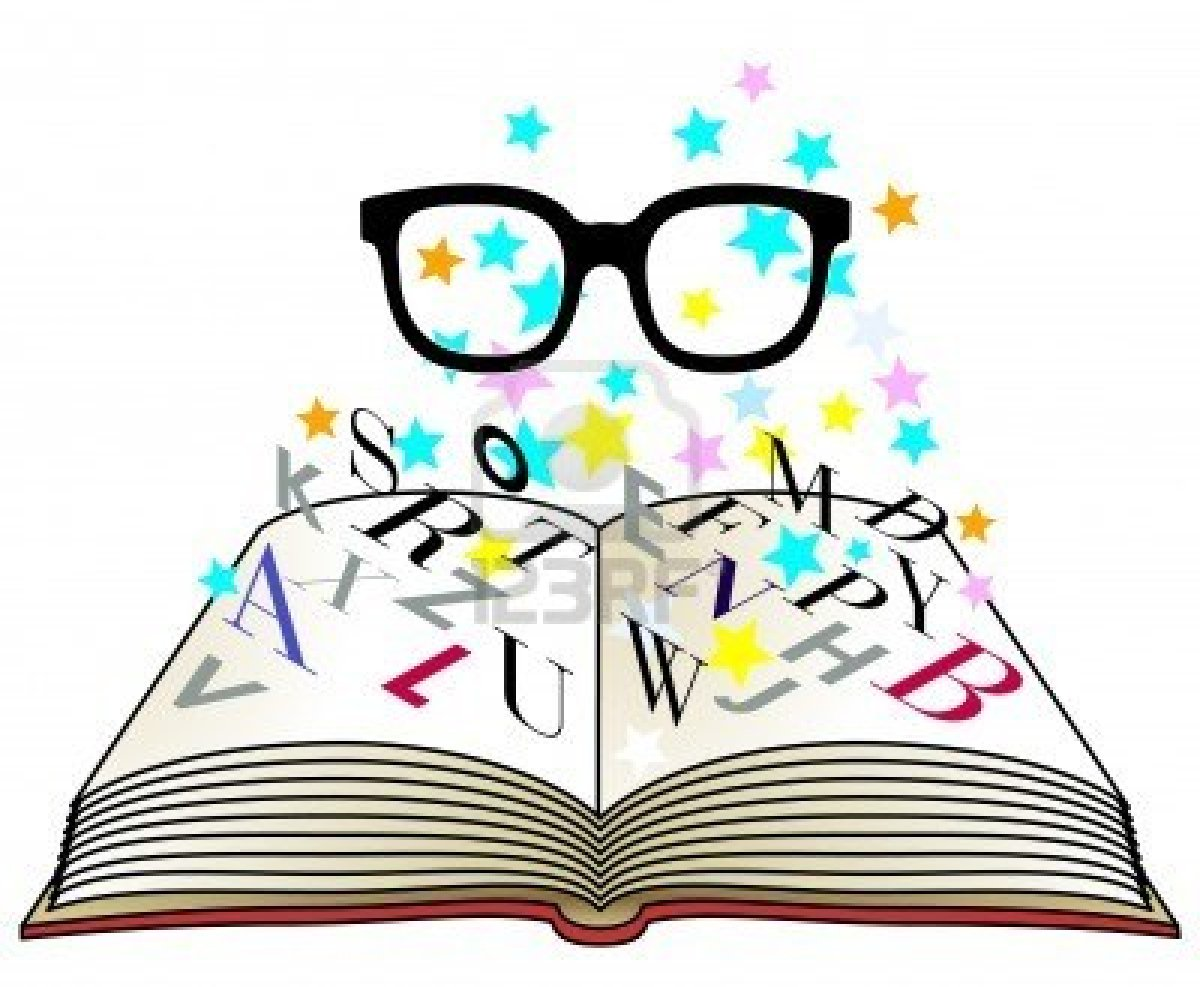 S O M
K R T E F D
A I Z N P Y
V L U W J H B
123RF